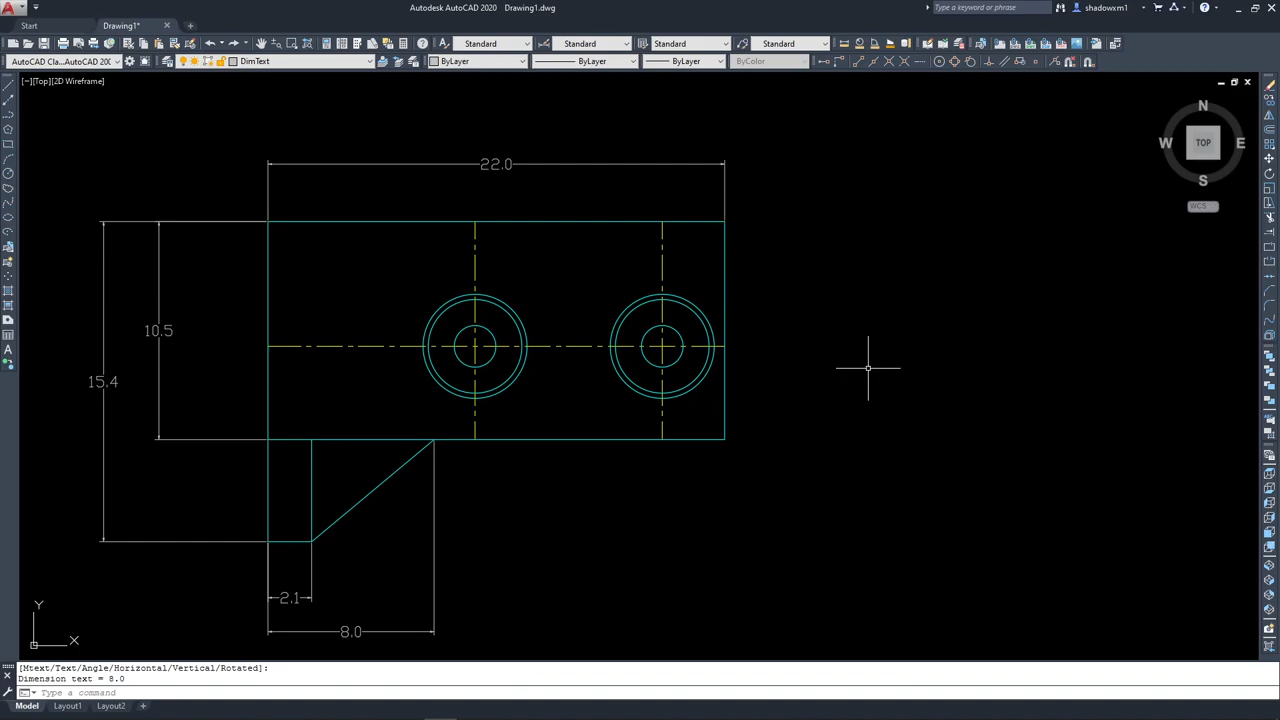 Autodesk AutoCAD 2020 Drawing1.dwg
Type a keyword or phrase
shadowxm1
Start
Drawing1*
Standard
Standard
Standard
Standard
AutoCAD Cla...AutoCAD 200
DimText
ByLayer
ByLayer
ByLayer
ByColor
[−][Top][2D Wireframe]
N
W
TOP
E
S
WCS
22.0
10.5
15.4
2.1
8.0
Y
X
[Mtext/Text/Angle/Horizontal/Vertical/Rotated]:
Dimension text = 8.0
Type a command
Model
Layout1
Layout2